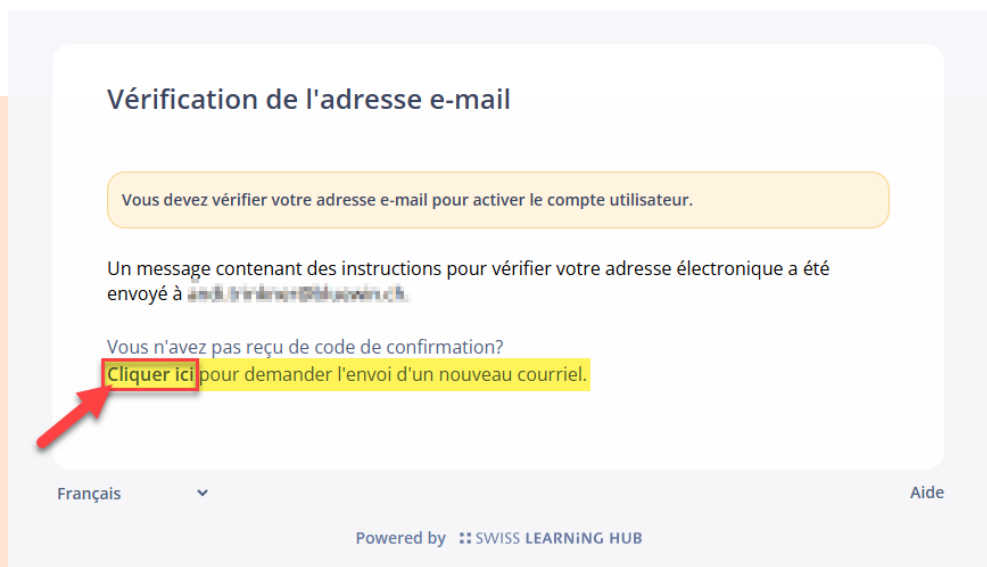 Vérification de l'adresse e-mail
Vous devez vérifier votre adresse e-mail pour activer le compte utilisateur.
Un message contenant des instructions pour vérifier votre adresse électronique a été
envoyé à
Vous n'avez pas reçu de code de confirmation?
Cliquer ici pour demander l'envoi d'un nouveau courriel.
Français
Aide
Powered by SWISS LEARNiNG HUB